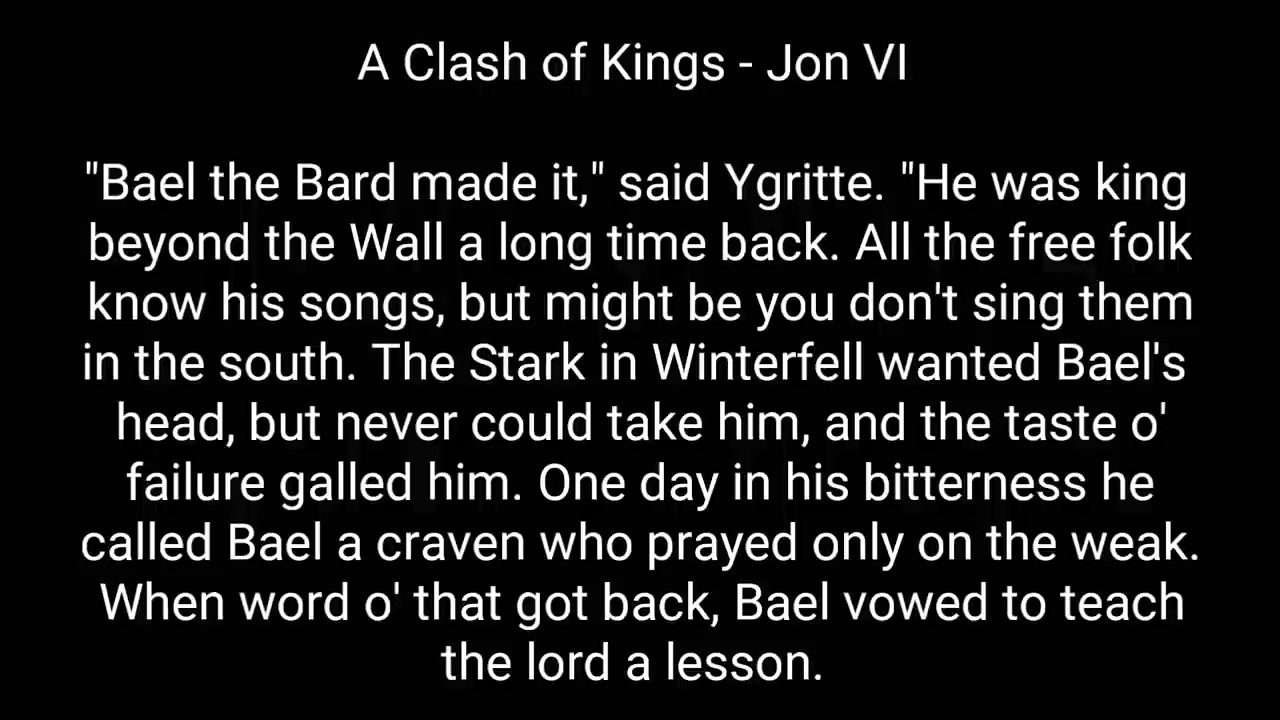 A Clash of Kings - Jon VI
"Bael the Bard made it," said Ygritte. "He was king
beyond the Wall a long time back. All the free folk
know his songs, but might be you don't sing them
in the south. The Stark in Winterfell wanted Bael's
head, but never could take him, and the taste o'
failure galled him. One day in his bitterness he
called Bael a craven who prayed only on the weak.
When word o' that got back, Bael vowed to teach
the lord a lesson.